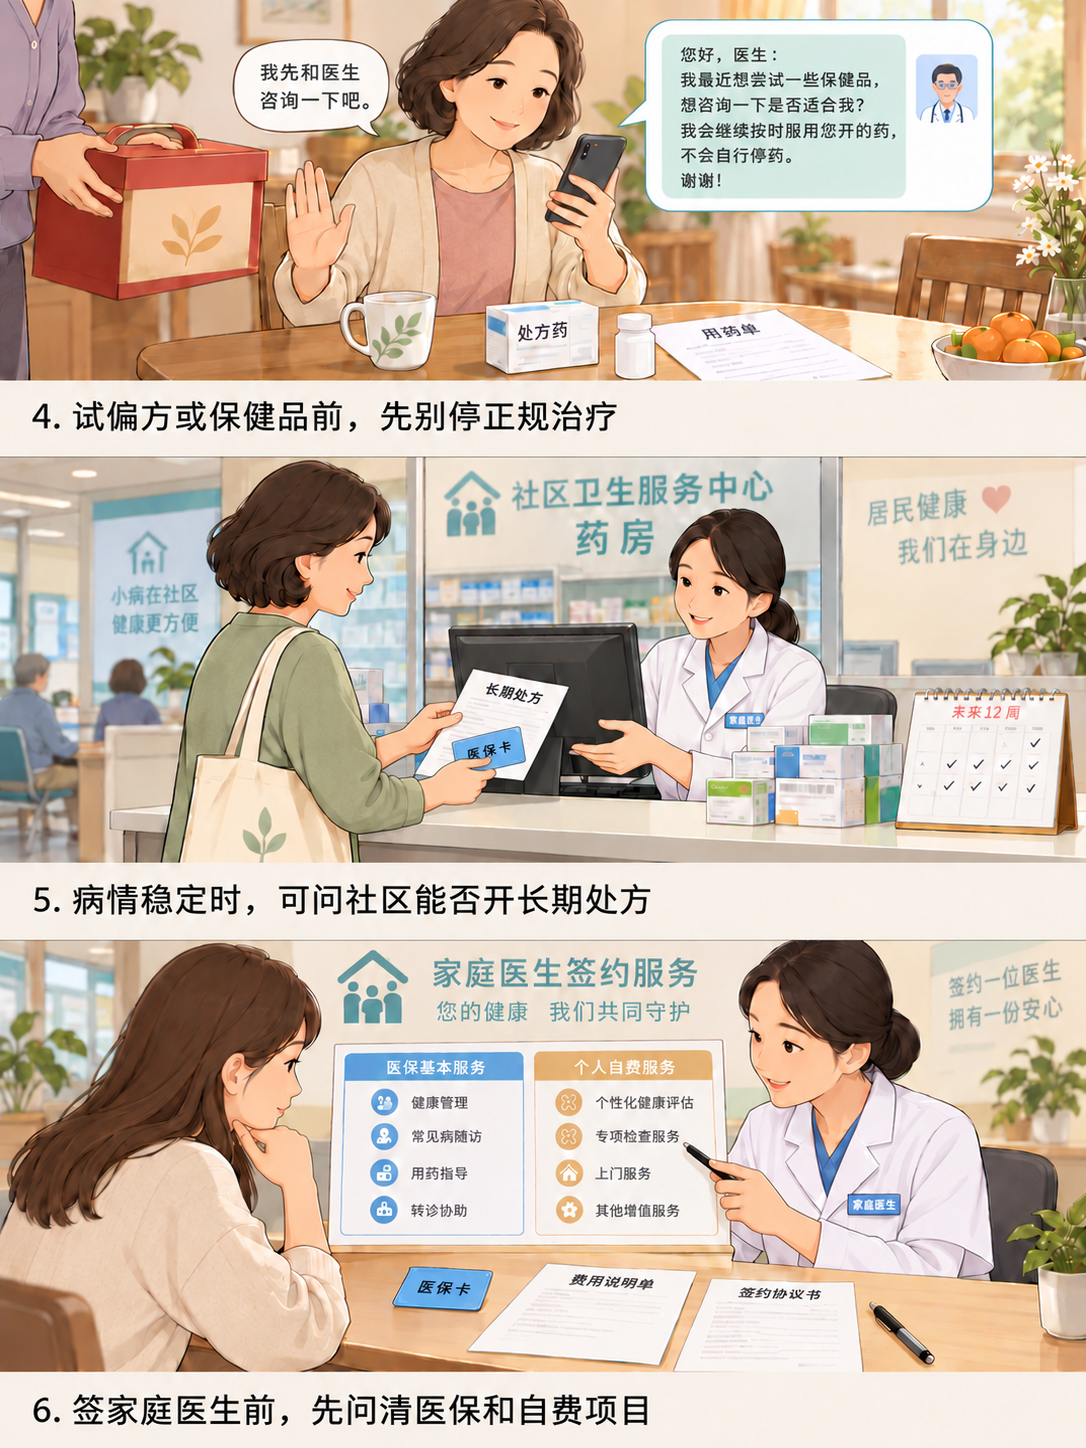 我先和医生
咨询一下吧。
您好，医生：
我最近想尝试一些保健品，
想咨询一下是否适合我？
我会继续按时服用您开的药，
不会自行停药。
谢谢！
处方药
用药单
4. 试偏方或保健品前，先别停正规治疗
社区卫生服务中心
药房
居民健康
我们在身边
小病在社区
健康更方便
长期处方
医保卡
未来12周
5. 病情稳定时，可问社区能否开长期处方
家庭医生签约服务
您的健康 我们共同守护
签约一位医生
拥有一份安心
医保基本服务
健康管理
常见病随访
用药指导
转诊协助
个人自费服务
个性化健康评估
专项检查服务
上门服务
其他增值服务
家庭医生
医保卡
费用说明单
签约协议书
6. 签家庭医生前，先问清医保和自费项目